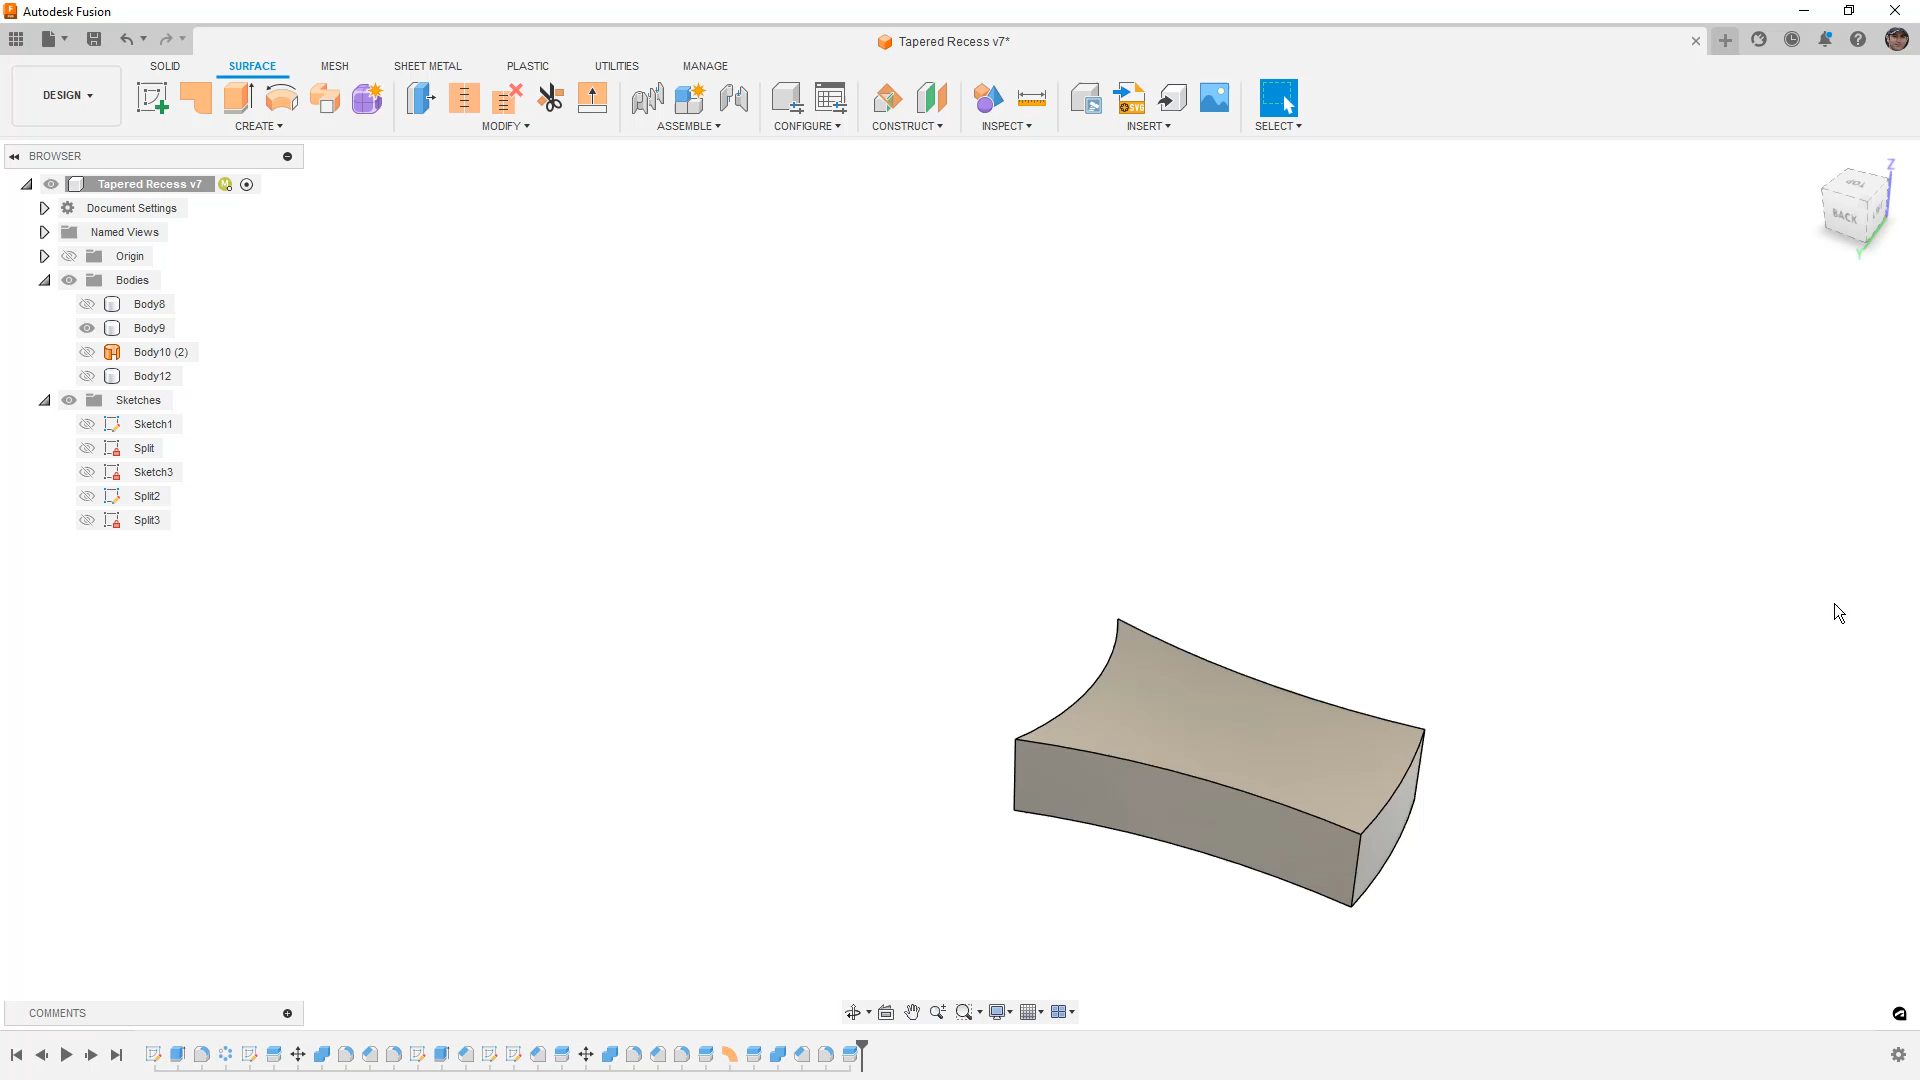 Autodesk Fusion
Tapered Recess v7*
SOLID SURFACE MESH SHEET METAL PLASTIC UTILITIES MANAGE
DESIGN
CREATE MODIFY ASSEMBLE CONFIGURE CONSTRUCT INSPECT INSERT SELECT
BROWSER
Tapered Recess v7
Document Settings
Named Views
Origin
Bodies
Body8
Body9
Body10 (2)
Body12
Sketches
Sketch1
Split
Sketch3
Split2
Split3
Z
TOP
BACK
Y
COMMENTS